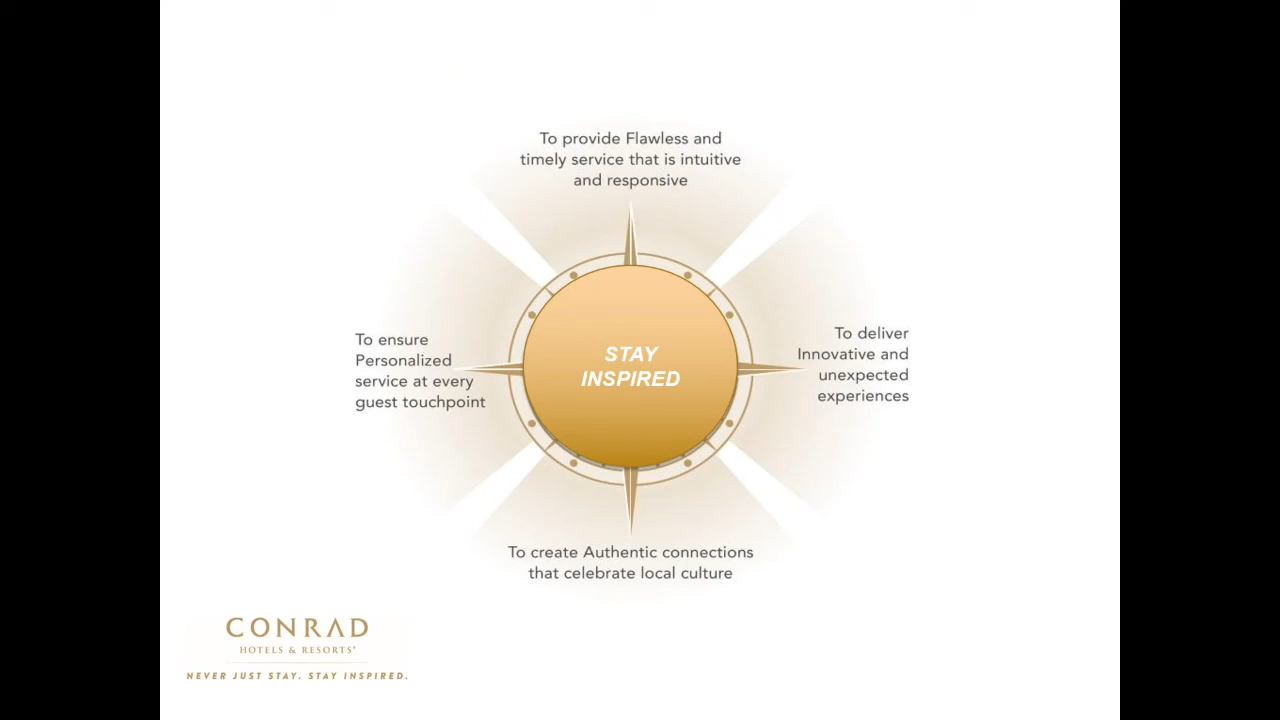 To provide Flawless and
timely service that is intuitive
and responsive
To ensure
Personalized
service at every
guest touchpoint
STAY
INSPIRED
To deliver
Innovative and
unexpected
experiences
To create Authentic connections
that celebrate local culture
CONRAD
HOTELS & RESORTS®
NEVER JUST STAY. STAY INSPIRED.